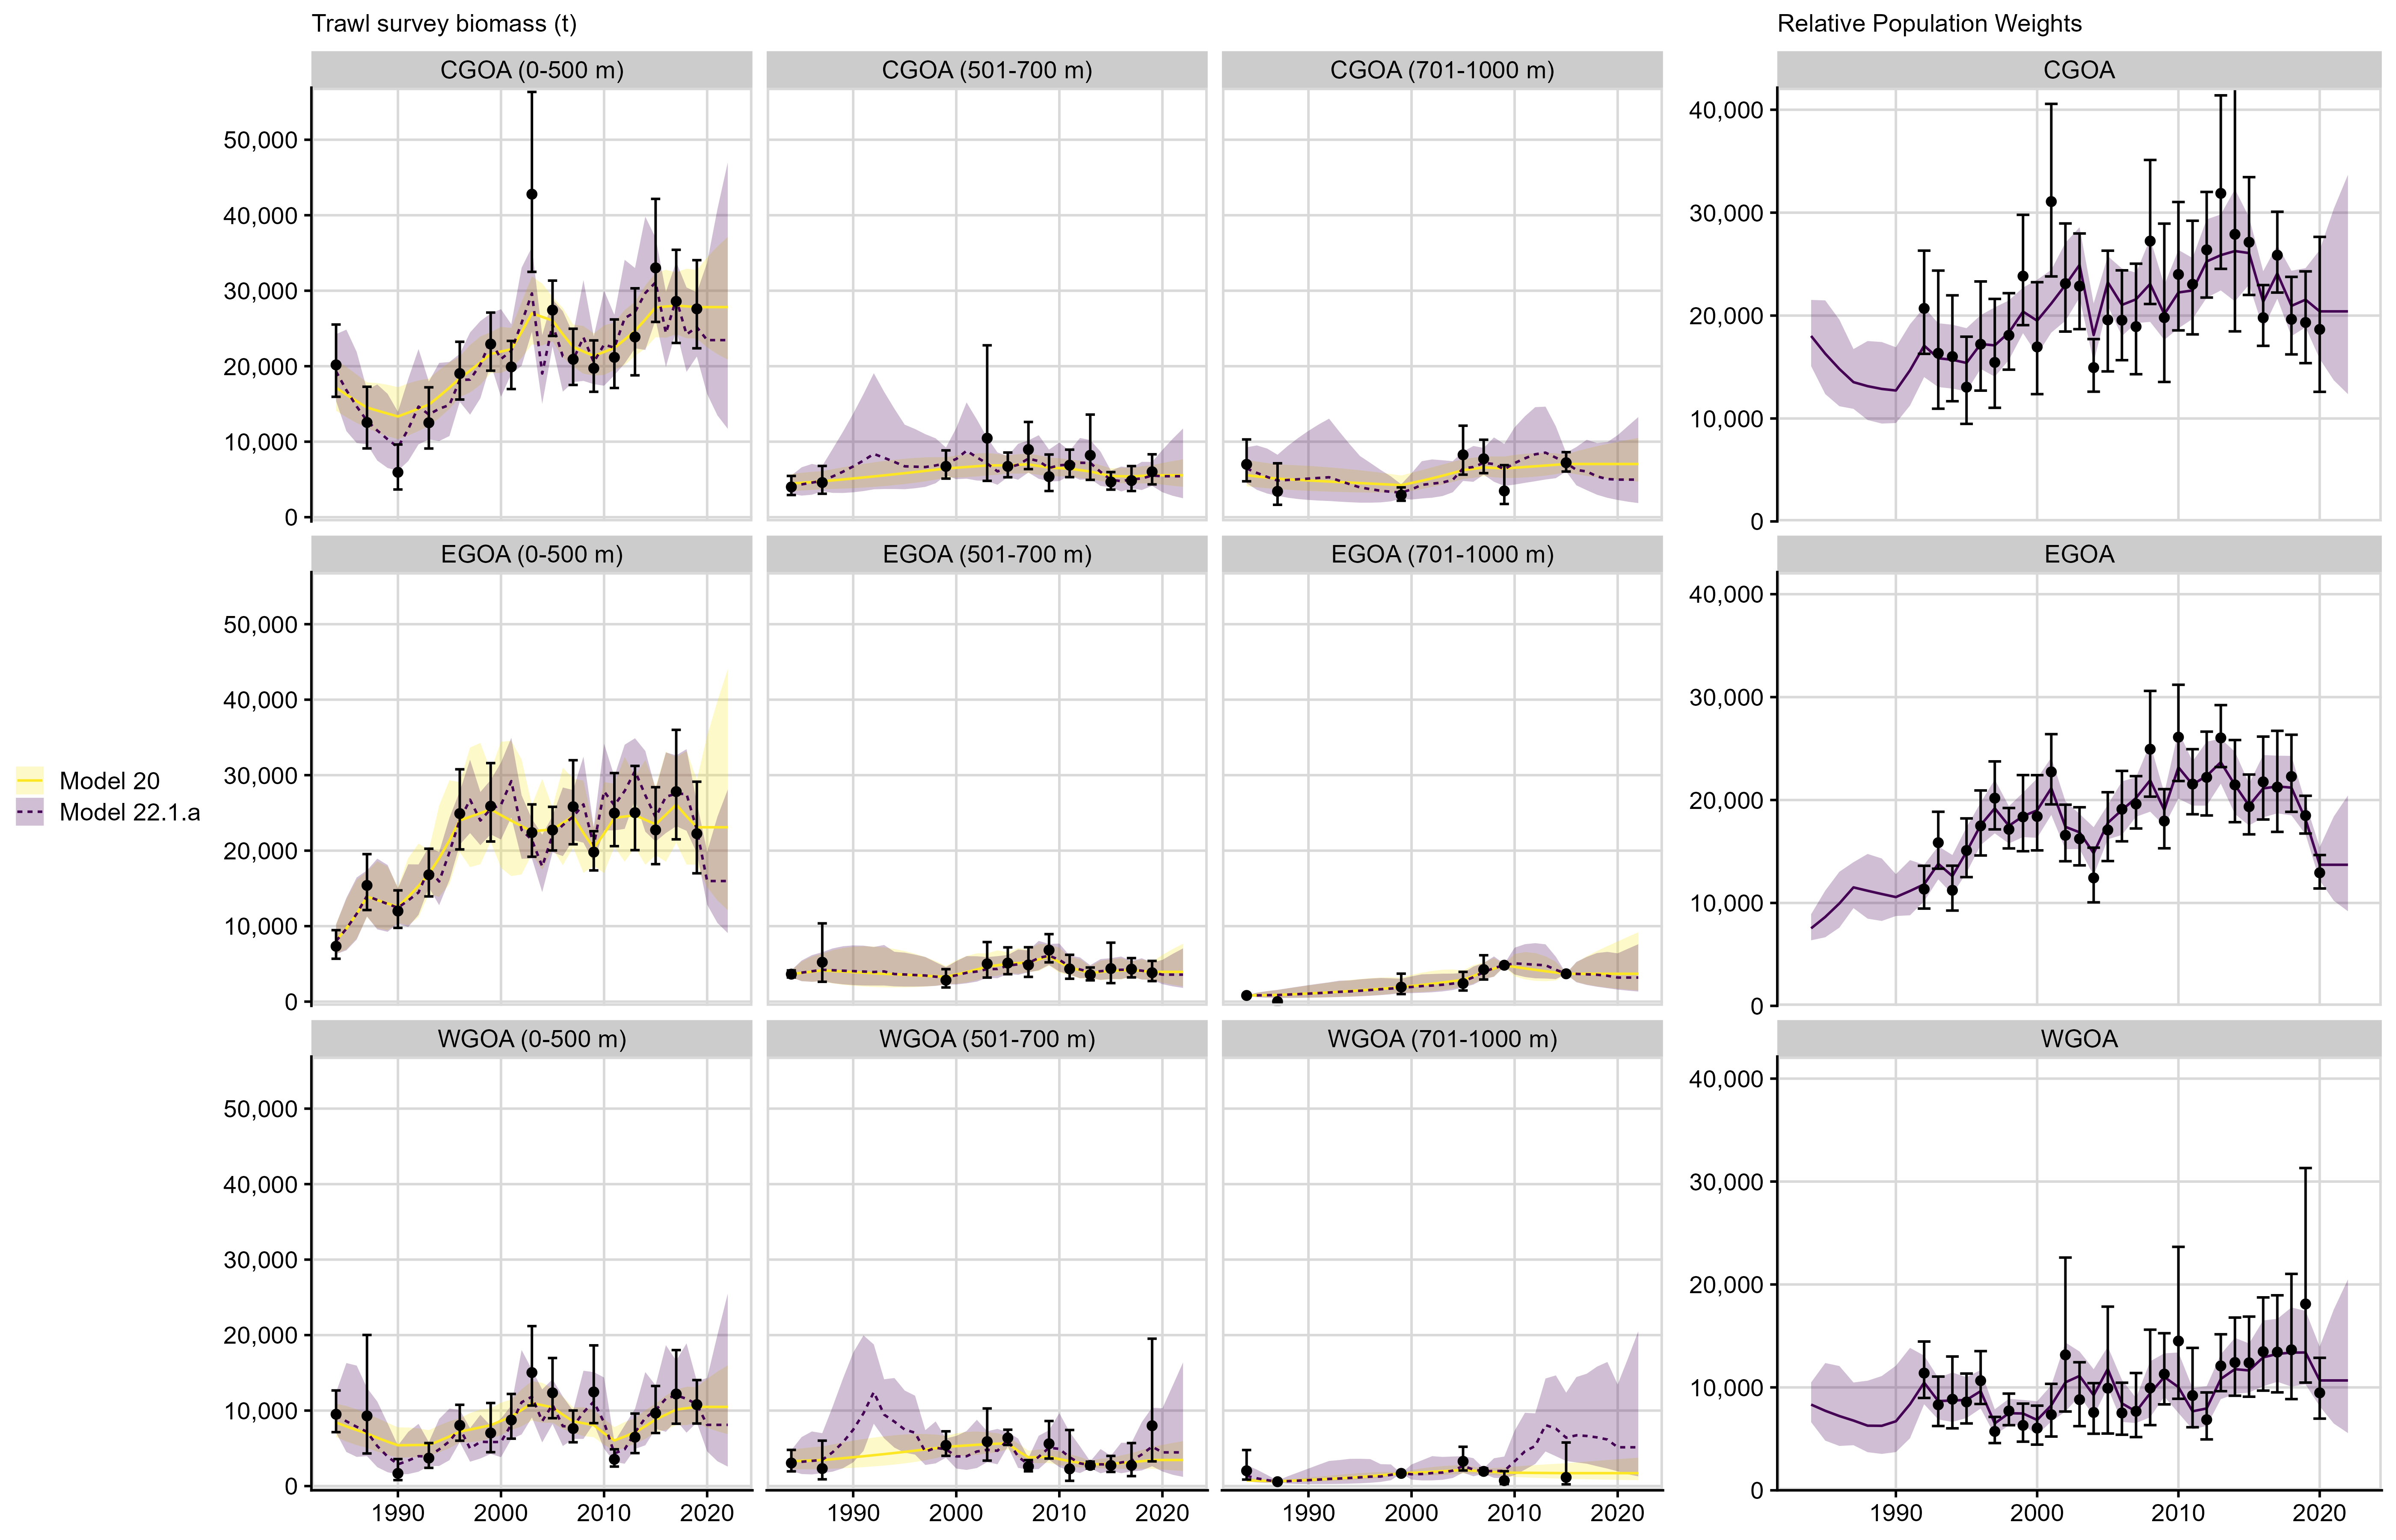 Trawl survey biomass (t)
Relative Population Weights
CGOA (0-500 m)
CGOA (501-700 m)
CGOA (701-1000 m)
CGOA
50,000
40,000
30,000
20,000
10,000
0
40,000
30,000
20,000
10,000
0
EGOA (0-500 m)
EGOA (501-700 m)
EGOA (701-1000 m)
EGOA
50,000
40,000
30,000
20,000
10,000
0
40,000
30,000
20,000
10,000
0
Model 20
Model 22.1.a
WGOA (0-500 m)
WGOA (501-700 m)
WGOA (701-1000 m)
WGOA
50,000
40,000
30,000
20,000
10,000
0
40,000
30,000
20,000
10,000
0
1990 2000 2010 2020
1990 2000 2010 2020
1990 2000 2010 2020
1990 2000 2010 2020